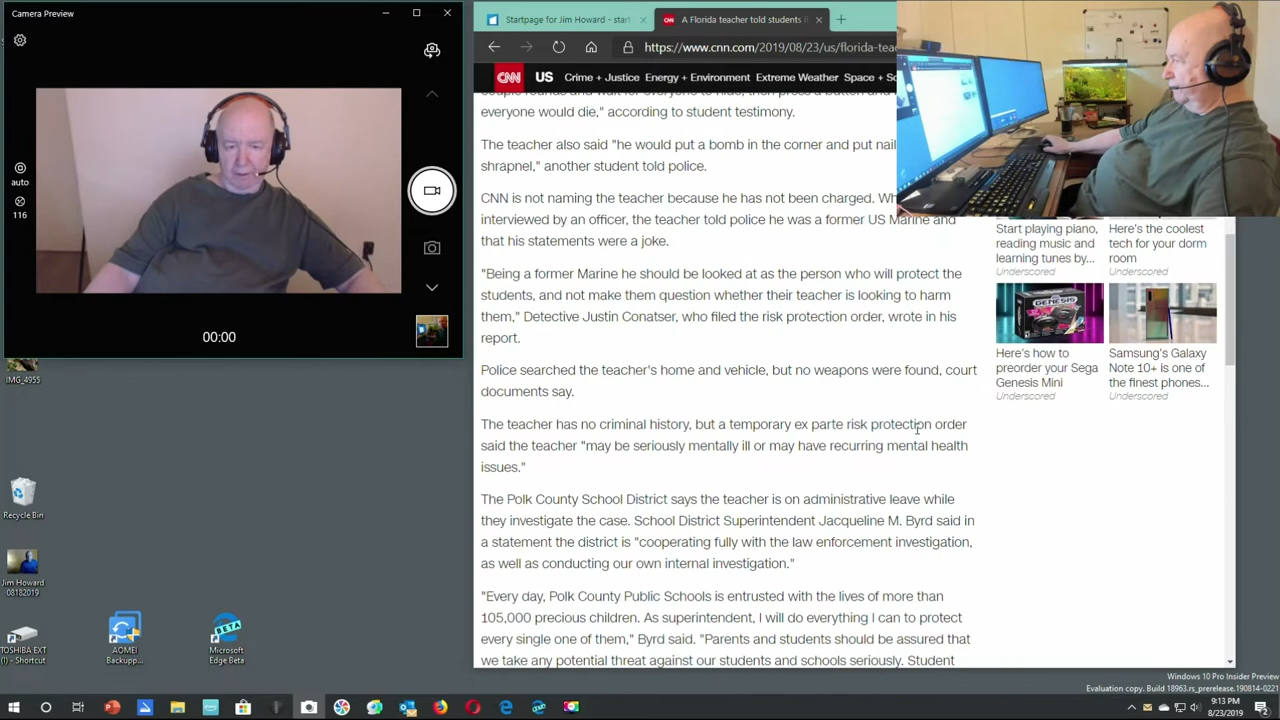 Camera Preview
auto
116
00:00
IMG_4955
Recycle Bin
Jim Howard
08182019
TOSHIBA EXT
(I) - Shortcut
AOMEI
Backupp...
Microsoft
Edge Beta
BETA
Startpage for Jim Howard - start
A Florida teacher told students i
https://www.cnn.com/2019/08/23/us/florida-tea
CNN US Crime + Justice Energy + Environment Extreme Weather Space + Sc
everyone would die," according to student testimony.
The teacher also said "he would put a bomb in the corner and put nail
shrapnel," another student told police.
CNN is not naming the teacher because he has not been charged. Wh
interviewed by an officer, the teacher told police he was a former US Marine and
that his statements were a joke.
"Being a former Marine he should be looked at as the person who will protect the
students, and not make them question whether their teacher is looking to harm
them," Detective Justin Conatser, who filed the risk protection order, wrote in his
report.
Police searched the teacher's home and vehicle, but no weapons were found, court
documents say.
The teacher has no criminal history, but a temporary ex parte risk protection order
said the teacher "may be seriously mentally ill or may have recurring mental health
issues."
The Polk County School District says the teacher is on administrative leave while
they investigate the case. School District Superintendent Jacqueline M. Byrd said in
a statement the district is "cooperating fully with the law enforcement investigation,
as well as conducting our own internal investigation."
"Every day, Polk County Public Schools is entrusted with the lives of more than
105,000 precious children. As superintendent, I will do everything I can to protect
every single one of them," Byrd said. "Parents and students should be assured that
we take any potential threat against our students and schools seriously. Student
Start playing piano,
reading music and
learning tunes by...
Underscored
Here's the coolest
tech for your dorm
room
Underscored
GENESIS
Here's how to
preorder your Sega
Genesis Mini
Underscored
Samsung's Galaxy
Note 10+ is one of
the finest phones...
Underscored
Windows 10 Pro Insider Preview
Evaluation copy. Build 18963.rs_prerelease.190814-0221
9:13 PM
8/23/2019
2